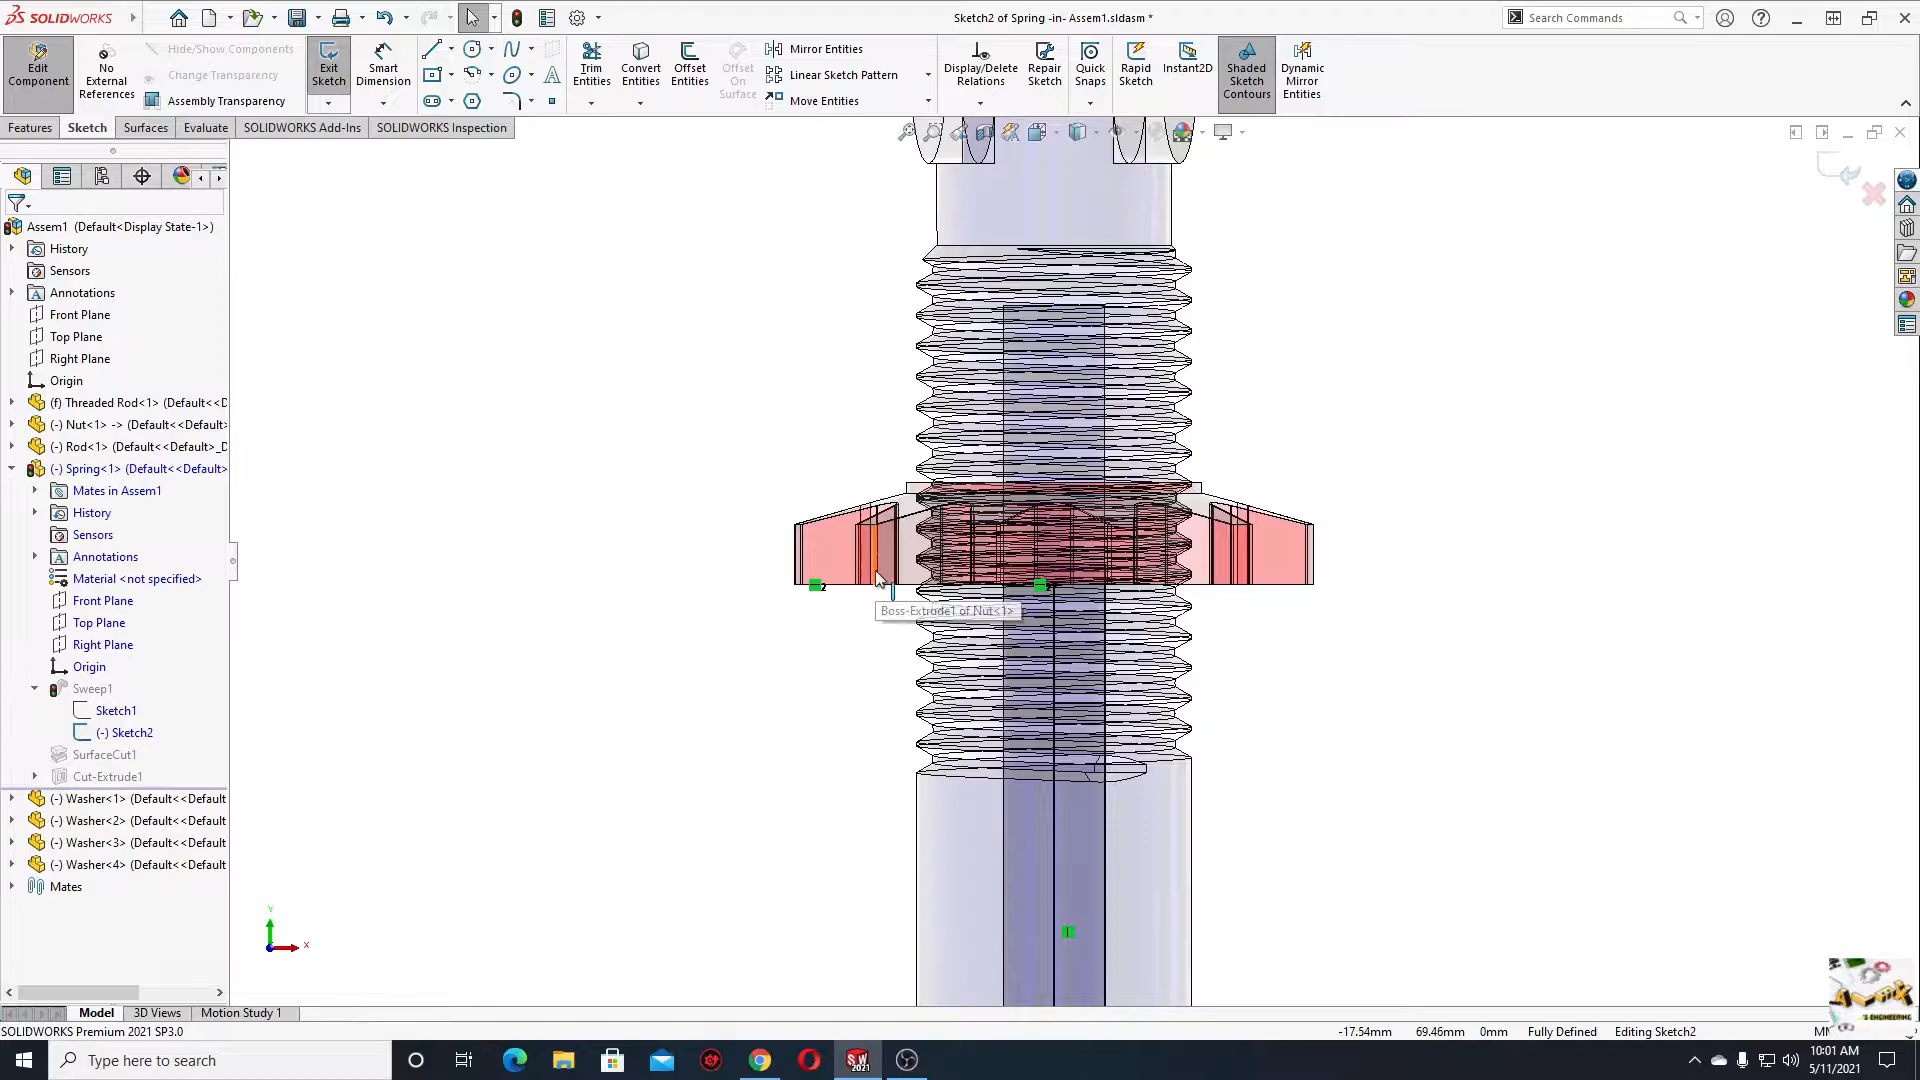 SOLIDWORKS
Sketch2 of Spring -in- Assem1.sldasm *
Search Commands
Edit Component
No External References
Hide/Show Components
Change Transparency
Assembly Transparency
Exit Sketch
Smart Dimension
Trim Entities
Convert Entities
Offset Entities
Offset On Surface
Mirror Entities
Linear Sketch Pattern
Move Entities
Display/Delete Relations
Repair Sketch
Quick Snaps
Rapid Sketch
Instant2D
Shaded Sketch Contours
Dynamic Mirror Entities
Features
Sketch
Surfaces
Evaluate
SOLIDWORKS Add-Ins
SOLIDWORKS Inspection
Assem1 (Default<Display State-1>)
History
Sensors
Annotations
Front Plane
Top Plane
Right Plane
Origin
(f) Threaded Rod<1> (Default<<D
(-) Nut<1> -> (Default<<Default>
(-) Rod<1> (Default<<Default>_D
(-) Spring<1> (Default<<Default>
Mates in Assem1
History
Sensors
Annotations
Material <not specified>
Front Plane
Top Plane
Right Plane
Origin
Sweep1
Sketch1
(-) Sketch2
SurfaceCut1
Cut-Extrude1
(-) Washer<1> (Default<<Default
(-) Washer<2> (Default<<Default
(-) Washer<3> (Default<<Default
(-) Washer<4> (Default<<Default
Mates
2
Boss-Extrude1 of Nut<1>
Y
X
Model
3D Views
Motion Study 1
SOLIDWORKS Premium 2021 SP3.0
-17.54mm
69.46mm
0mm
Fully Defined
Editing Sketch2
Type here to search
SW
2021
10:01 AM
5/11/2021